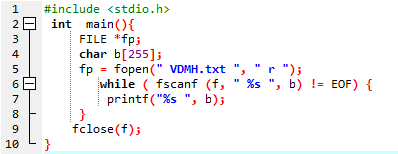 1 #include <stdio.h>
2 int main(){
3 FILE *fp;
4 char b[255];
5 fp = fopen(" VDMH.txt ", " r ");
6 while ( fscanf (f, " %s ", b) != EOF) {
7 printf("%s ", b);
8 }
9 fclose(f);
10 }